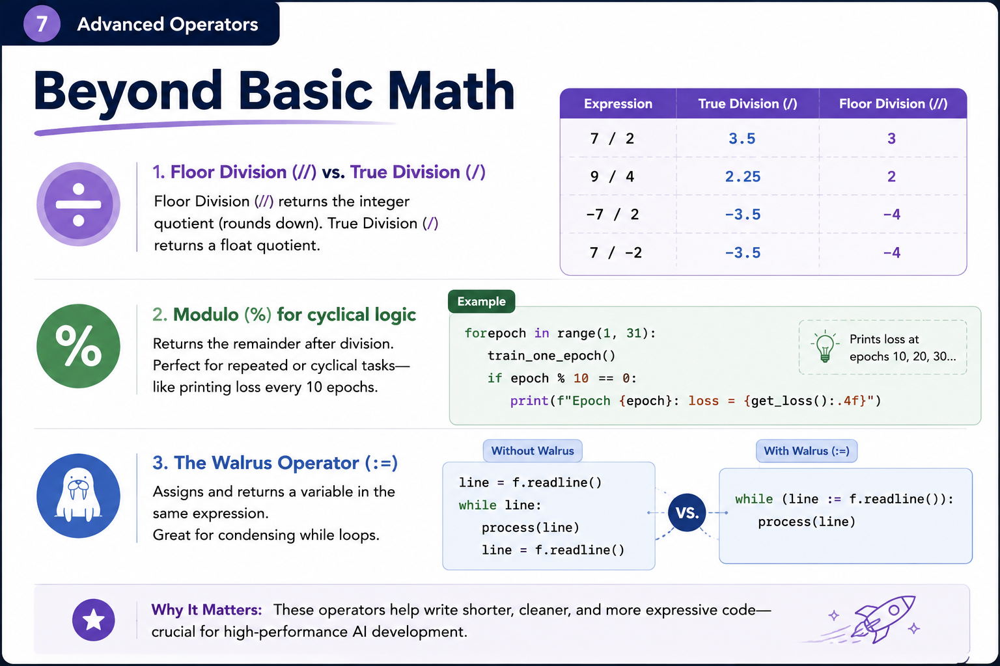 7 Advanced Operators
Beyond Basic Math
1. Floor Division (//) vs. True Division (/)
Floor Division (//) returns the integer
quotient (rounds down). True Division (/)
returns a float quotient.
Expression True Division (/) Floor Division (//)
7 / 2 3.5 3
9 / 4 2.25 2
−7 / 2 −3.5 −4
7 / −2 −3.5 −4
2. Modulo (%) for cyclical logic
Returns the remainder after division.
Perfect for repeated or cyclical tasks—
like printing loss every 10 epochs.
Example
forepoch in range(1, 31):
train_one_epoch()
if epoch % 10 == 0:
print(f"Epoch {epoch}: loss = {get_loss():.4f}")
Prints loss at
epochs 10, 20, 30...
3. The Walrus Operator (:=)
Assigns and returns a variable in the
same expression.
Great for condensing while loops.
Without Walrus
line = f.readline()
while line:
process(line)
line = f.readline()
VS.
With Walrus (:=)
while (line := f.readline()):
process(line)
Why It Matters: These operators help write shorter, cleaner, and more expressive code—
crucial for high-performance AI development.